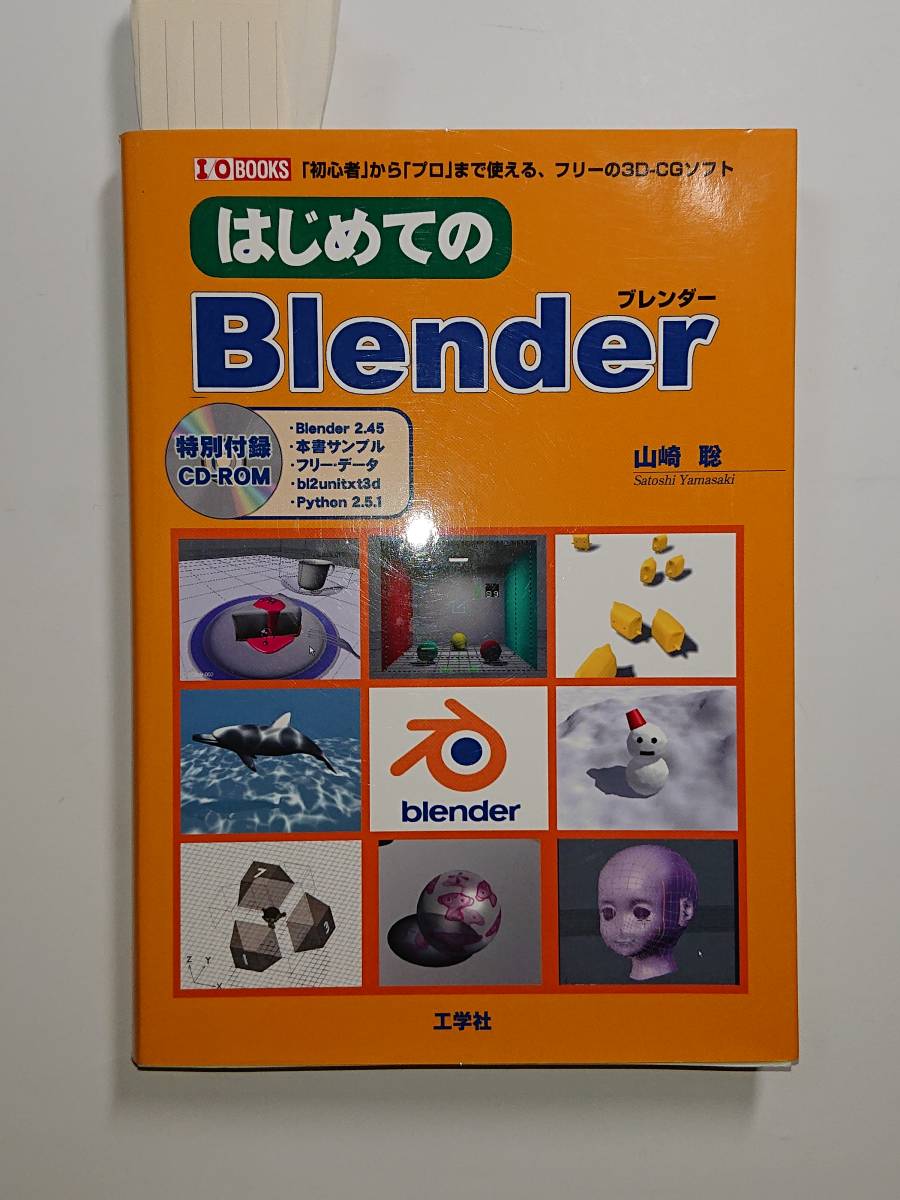 I/O BOOKS 「初心者」から「プロ」まで使える、フリーの3D-CGソフト
はじめての
ブレンダー
Blender
特別付録
CD-ROM
・Blender 2.45
・本書サンプル
・フリー・データ
・bl2unitxt3d
・Python 2.5.1
山崎 聡
Satoshi Yamasaki
blender
7
1
3
Z Y
X
工学社